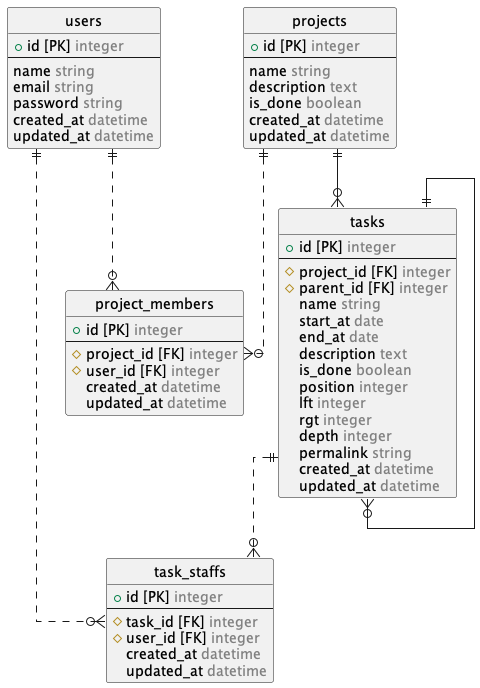 users
id [PK] integer
name string
email string
password string
created_at datetime
updated_at datetime
projects
id [PK] integer
name string
description text
is_done boolean
created_at datetime
updated_at datetime
tasks
id [PK] integer
project_id [FK] integer
parent_id [FK] integer
name string
start_at date
end_at date
description text
is_done boolean
position integer
lft integer
rgt integer
depth integer
permalink string
created_at datetime
updated_at datetime
project_members
id [PK] integer
project_id [FK] integer
user_id [FK] integer
created_at datetime
updated_at datetime
task_staffs
id [PK] integer
task_id [FK] integer
user_id [FK] integer
created_at datetime
updated_at datetime